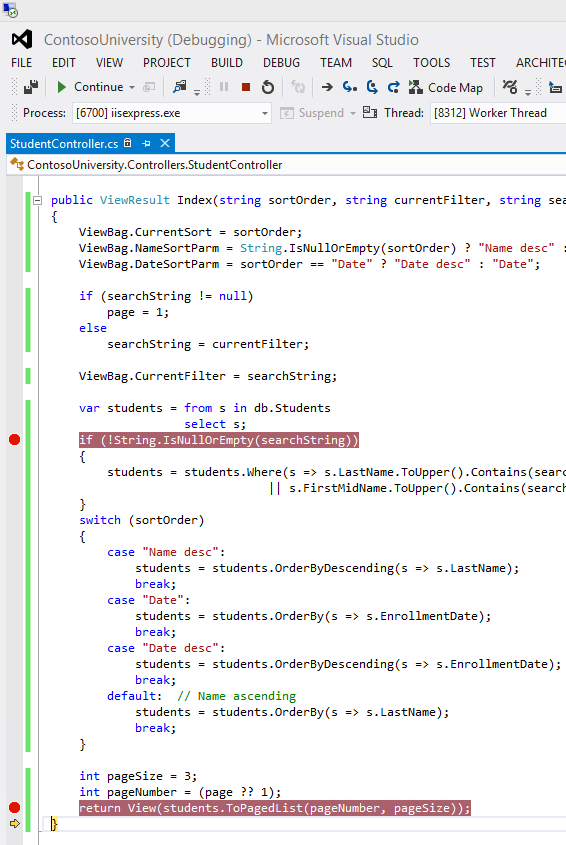 ContosoUniversity (Debugging) - Microsoft Visual Studio
FILE EDIT VIEW PROJECT BUILD DEBUG TEAM SQL TOOLS TEST ARCHITE
Continue Code Map
Process: [6700] iisexpress.exe Suspend Thread: [8312] Worker Thread
StudentController.cs
ContosoUniversity.Controllers.StudentController
public ViewResult Index(string sortOrder, string currentFilter, string sea
{
ViewBag.CurrentSort = sortOrder;
ViewBag.NameSortParm = String.IsNullOrEmpty(sortOrder) ? "Name desc" :
ViewBag.DateSortParm = sortOrder == "Date" ? "Date desc" : "Date";
if (searchString != null)
page = 1;
else
searchString = currentFilter;
ViewBag.CurrentFilter = searchString;
var students = from s in db.Students
select s;
if (!String.IsNullOrEmpty(searchString))
{
students = students.Where(s => s.LastName.ToUpper().Contains(searc
|| s.FirstMidName.ToUpper().Contains(search
}
switch (sortOrder)
{
case "Name desc":
students = students.OrderByDescending(s => s.LastName);
break;
case "Date":
students = students.OrderBy(s => s.EnrollmentDate);
break;
case "Date desc":
students = students.OrderByDescending(s => s.EnrollmentDate);
break;
default: // Name ascending
students = students.OrderBy(s => s.LastName);
break;
}
int pageSize = 3;
int pageNumber = (page ?? 1);
return View(students.ToPagedList(pageNumber, pageSize));
}